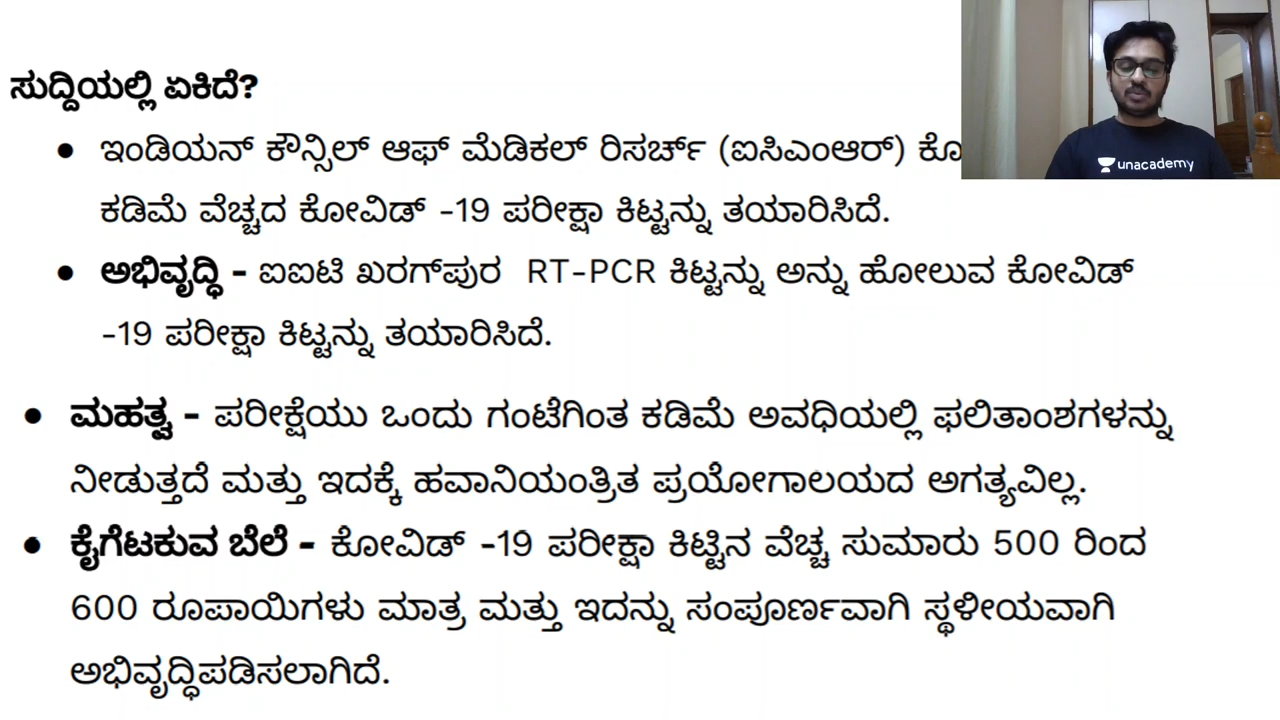 ಸುದ್ದಿಯಲ್ಲಿ ಏಕಿದೆ?
● ಇಂಡಿಯನ್ ಕೌನ್ಸಿಲ್ ಆಫ್ ಮೆಡಿಕಲ್ ರಿಸರ್ಚ್ (ಐಸಿಎಂಆರ್)
ಕಡಿಮೆ ವೆಚ್ಚದ ಕೋವಿಡ್ -19 ಪರೀಕ್ಷಾ ಕಿಟ್ಟನ್ನು ತಯಾರಿಸಿದೆ.
● ಅಭಿವೃದ್ಧಿ - ಐಐಟಿ ಖರಗ್‌ಪುರ RT-PCR ಕಿಟ್ಟನ್ನು ಅನ್ನು ಹೋಲುವ ಕೋವಿಡ್
-19 ಪರೀಕ್ಷಾ ಕಿಟ್ಟನ್ನು ತಯಾರಿಸಿದೆ.
● ಮಹತ್ವ - ಪರೀಕ್ಷೆಯು ಒಂದು ಗಂಟೆಗಿಂತ ಕಡಿಮೆ ಅವಧಿಯಲ್ಲಿ ಫಲಿತಾಂಶಗಳನ್ನು
ನೀಡುತ್ತದೆ ಮತ್ತು ಇದಕ್ಕೆ ಹವಾನಿಯಂತ್ರಿತ ಪ್ರಯೋಗಾಲಯದ ಅಗತ್ಯವಿಲ್ಲ.
● ಕೈಗೆಟಕುವ ಬೆಲೆ - ಕೋವಿಡ್ -19 ಪರೀಕ್ಷಾ ಕಿಟ್ಟಿನ ವೆಚ್ಚ ಸುಮಾರು 500 ರಿಂದ
600 ರೂಪಾಯಿಗಳು ಮಾತ್ರ ಮತ್ತು ಇದನ್ನು ಸಂಪೂರ್ಣವಾಗಿ ಸ್ಥಳೀಯವಾಗಿ
ಅಭಿವೃದ್ಧಿಪಡಿಸಲಾಗಿದೆ.
unacademy